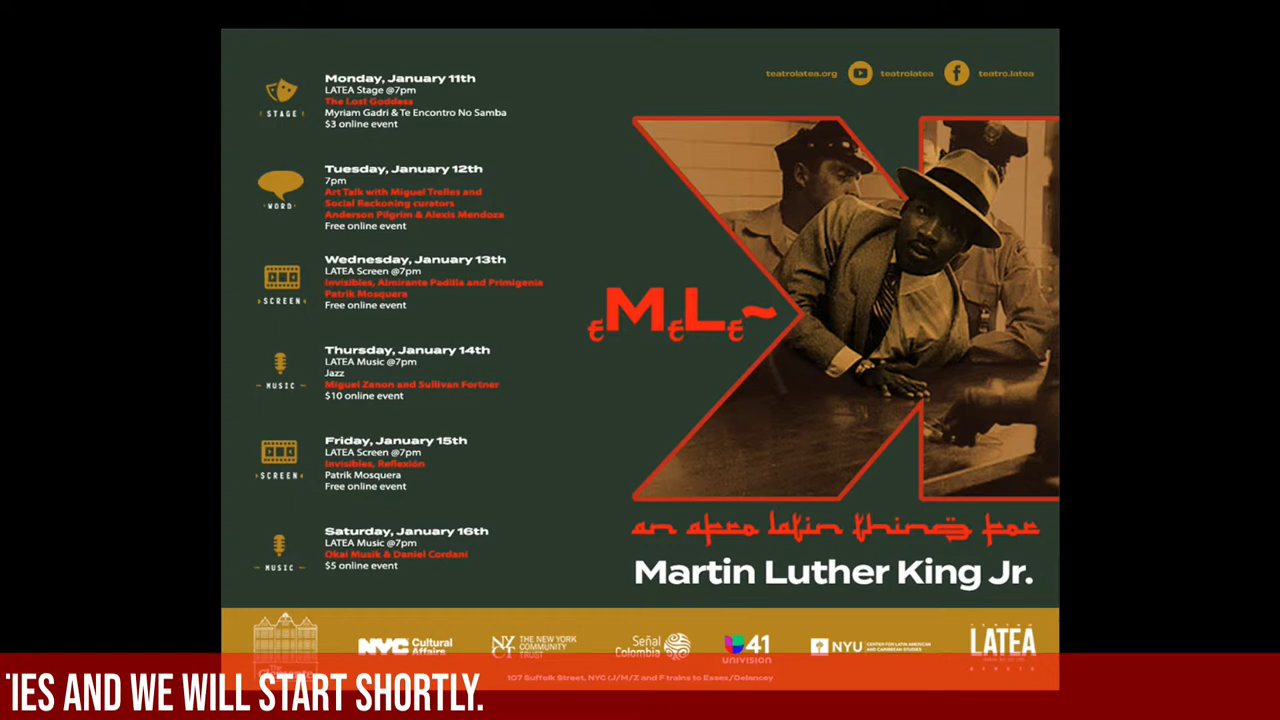 teatrolatea.org teatrolatea teatro.latea
Monday, January 11th
LATEA Stage @7pm
The Lost Goddess
Myriam Gadri & Te Encontro No Samba
$3 online event
STAGE
Tuesday, January 12th
7pm
Art Talk with Miguel Trelles and
Social Reckoning curators
Anderson Pilgrim & Alexis Mendoza
Free online event
WORD
Wednesday, January 13th
LATEA Screen @7pm
Invisibles, Almirante Padilla and Primigenia
Patrik Mosquera
Free online event
SCREEN
Thursday, January 14th
LATEA Music @7pm
Jazz
Miguel Zenon and Sullivan Fortner
$10 online event
MUSIC
Friday, January 15th
LATEA Screen @7pm
Invisibles, Reflexión
Patrik Mosquera
Free online event
SCREEN
Saturday, January 16th
LATEA Music @7pm
Okai Musik & Daniel Cordani
$5 online event
MUSIC
eMeLe~
K
an afro latin thing for
Martin Luther King Jr.
NYC Cultural Affairs
NYCT THE NEW YORK COMMUNITY TRUST
Señal Colombia
41 UNIVISION
NYU CENTER FOR LATIN AMERICAN AND CARIBBEAN STUDIES
LATEA
107 Suffolk Street, NYC (J/M/Z and F trains to Essex/Delancey
IES AND WE WILL START SHORTLY.